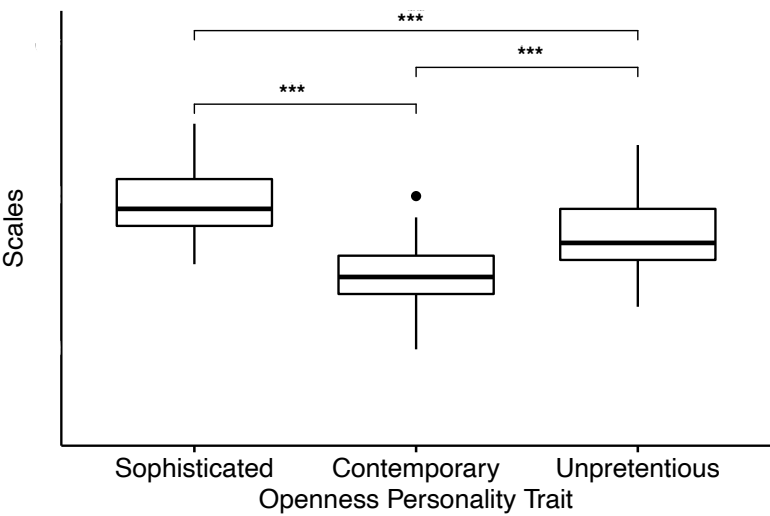 ***
***
***
Scales
Sophisticated Contemporary Unpretentious
Openness Personality Trait